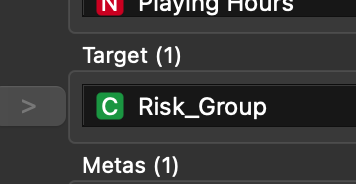 N Playing Hours
Target (1)
>
C Risk_Group
Metas (1)